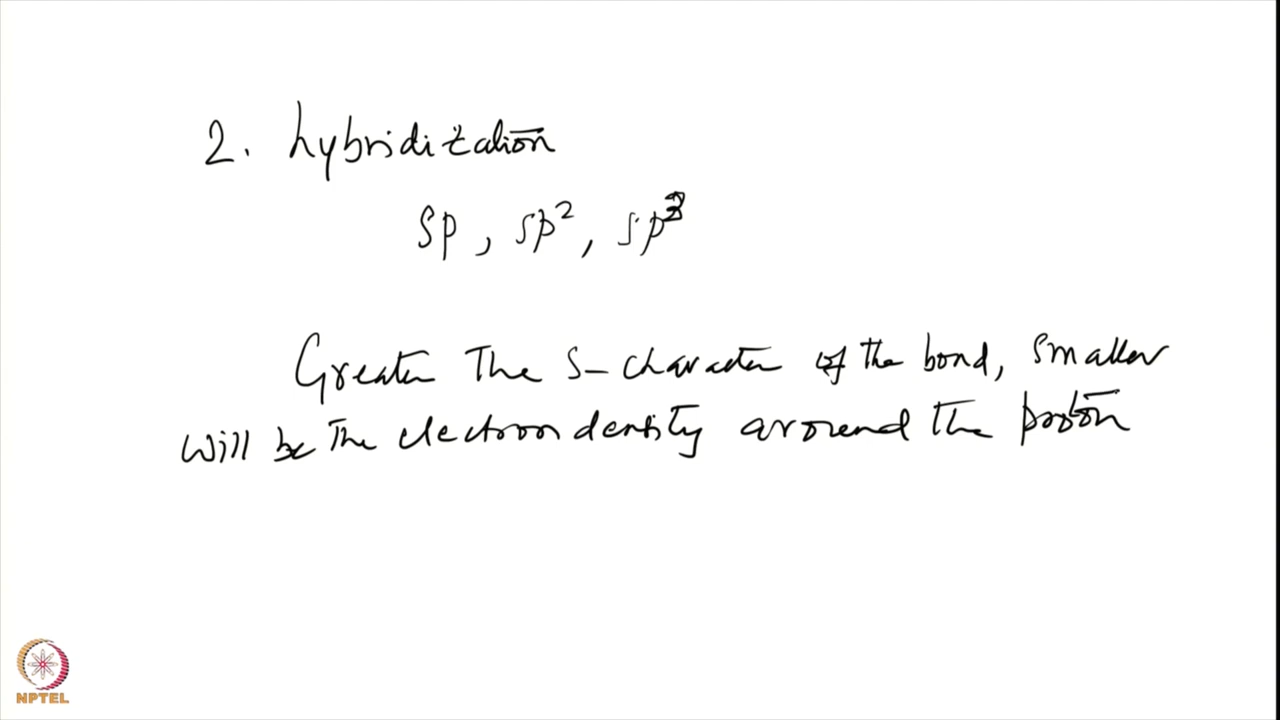 2. hybridization
sp, sp², sp³
Greater The s-character of the bond, smaller
will be The electron density around the proton
NPTEL